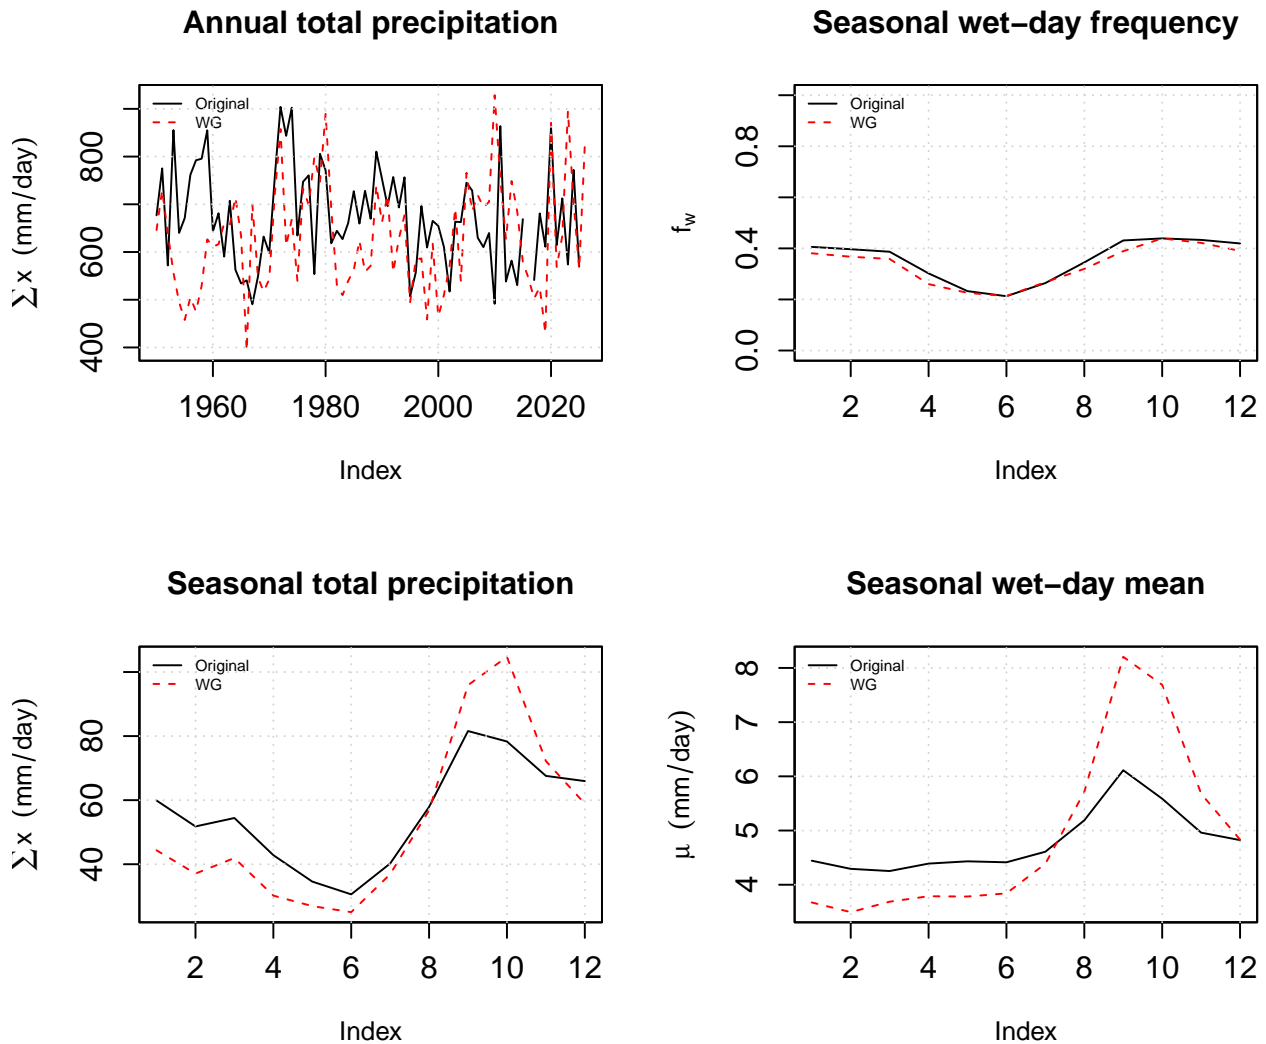 Annual total precipitation
∑ x (mm/day)
800
600
400
Original
WG
1960 1980 2000 2020
Index
Seasonal wet−day frequency
f_w
0.8
0.4
0.0
Original
WG
2 4 6 8 10 12
Index
Seasonal total precipitation
∑ x (mm/day)
80
60
40
Original
WG
2 4 6 8 10 12
Index
Seasonal wet−day mean
μ (mm/day)
8
7
6
5
4
Original
WG
2 4 6 8 10 12
Index